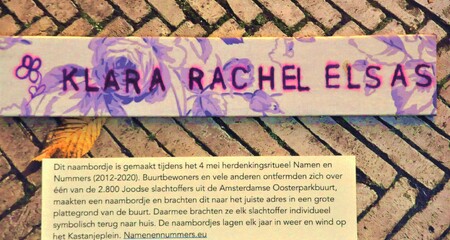 KLARA RACHEL ELSAS
Dit naambordje is gemaakt tijdens het 4 mei herdenkingsritueel Namen en
Nummers (2012-2020). Buurtbewoners en vele anderen ontfermden zich over
één van de 2.800 Joodse slachtoffers uit de Amsterdamse Oosterparkbuurt,
maakten een naambordje en brachten dit naar het juiste adres in een grote
plattegrond van de buurt. Daarmee brachten ze elk slachtoffer individueel
symbolisch terug naar huis. De naambordjes lagen elk jaar in weer en wind op
het Kastanjeplein. Namenennummers.eu